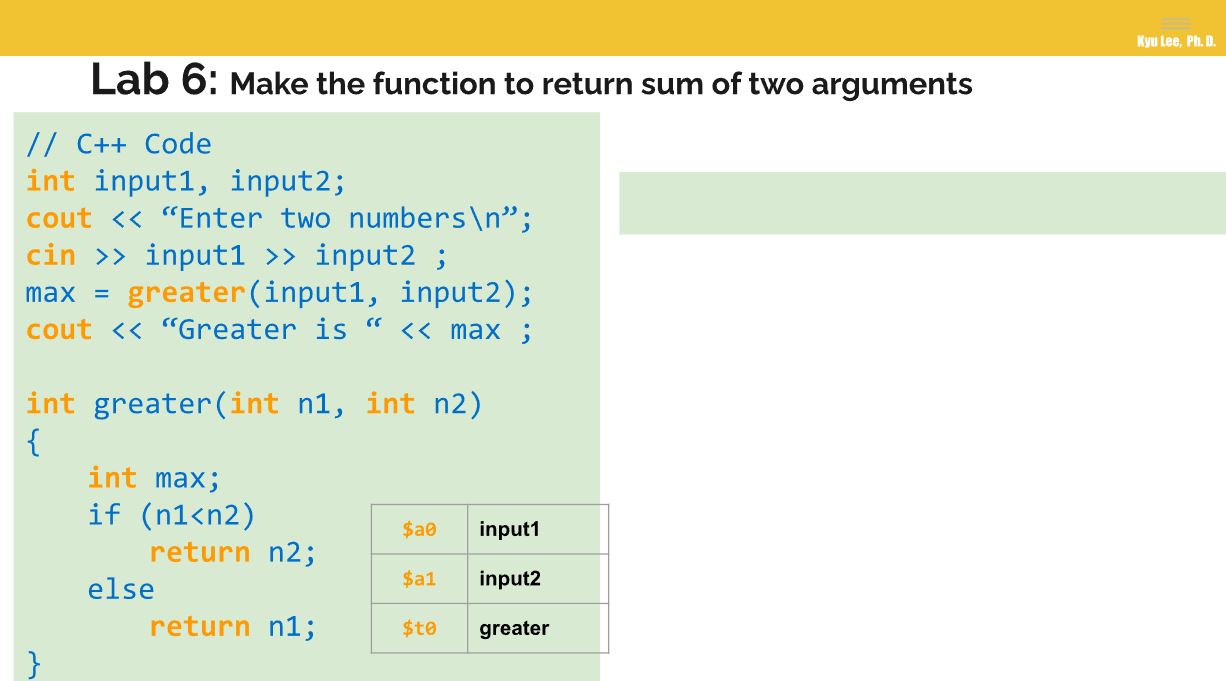 Kyu Lee, Ph. D.
Lab 6: Make the function to return sum of two arguments
// C++ Code
int input1, input2;
cout << “Enter two numbers\n”;
cin >> input1 >> input2 ;
max = greater(input1, input2);
cout << “Greater is “ << max ;
int greater(int n1, int n2)
{
int max;
if (n1<n2)
return n2;
else
return n1;
}
$a0 input1
$a1 input2
$t0 greater